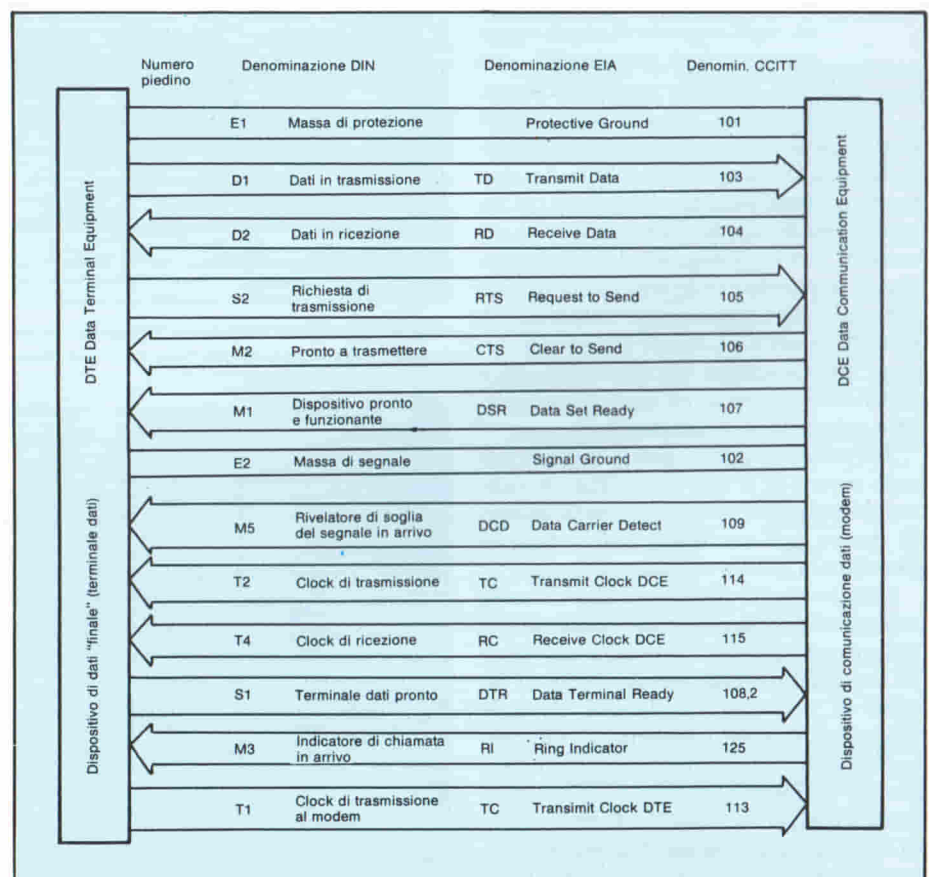 Numero piedino
Denominazione DIN
Denominazione EIA
Denomin. CCITT
E1 Massa di protezione Protective Ground 101
D1 Dati in trasmissione TD Transmit Data 103
D2 Dati in ricezione RD Receive Data 104
S2 Richiesta di trasmissione RTS Request to Send 105
M2 Pronto a trasmettere CTS Clear to Send 106
M1 Dispositivo pronto e funzionante DSR Data Set Ready 107
E2 Massa di segnale Signal Ground 102
M5 Rivelatore di soglia del segnale in arrivo DCD Data Carrier Detect 109
T2 Clock di trasmissione TC Transmit Clock DCE 114
T4 Clock di ricezione RC Receive Clock DCE 115
S1 Terminale dati pronto DTR Data Terminal Ready 108,2
M3 Indicatore di chiamata in arrivo RI Ring Indicator 125
T1 Clock di trasmissione al modem TC Transimit Clock DTE 113
DTE Data Terminal Equipment
Dispositivo di dati "finale" (terminale dati)
DCE Data Communication Equipment
Dispositivo di comunicazione dati (modem)